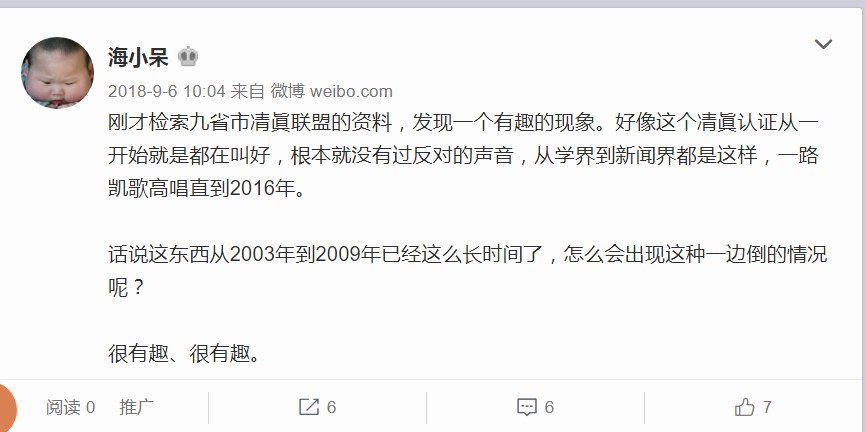 海小呆
2018-9-6 10:04 来自 微博 weibo.com
刚才检索九省市凊眞联盟的资料，发现一个有趣的现象。好像这个凊眞认证从一
开始就是都在叫好，根本就没有过反对的声音，从学界到新闻界都是这样，一路
凯歌高唱直到2016年。
话说这东西从2003年到2009年已经这么长时间了，怎么会出现这种一边倒的情况
呢？
很有趣、很有趣。
阅读 0 推广 6 6 7